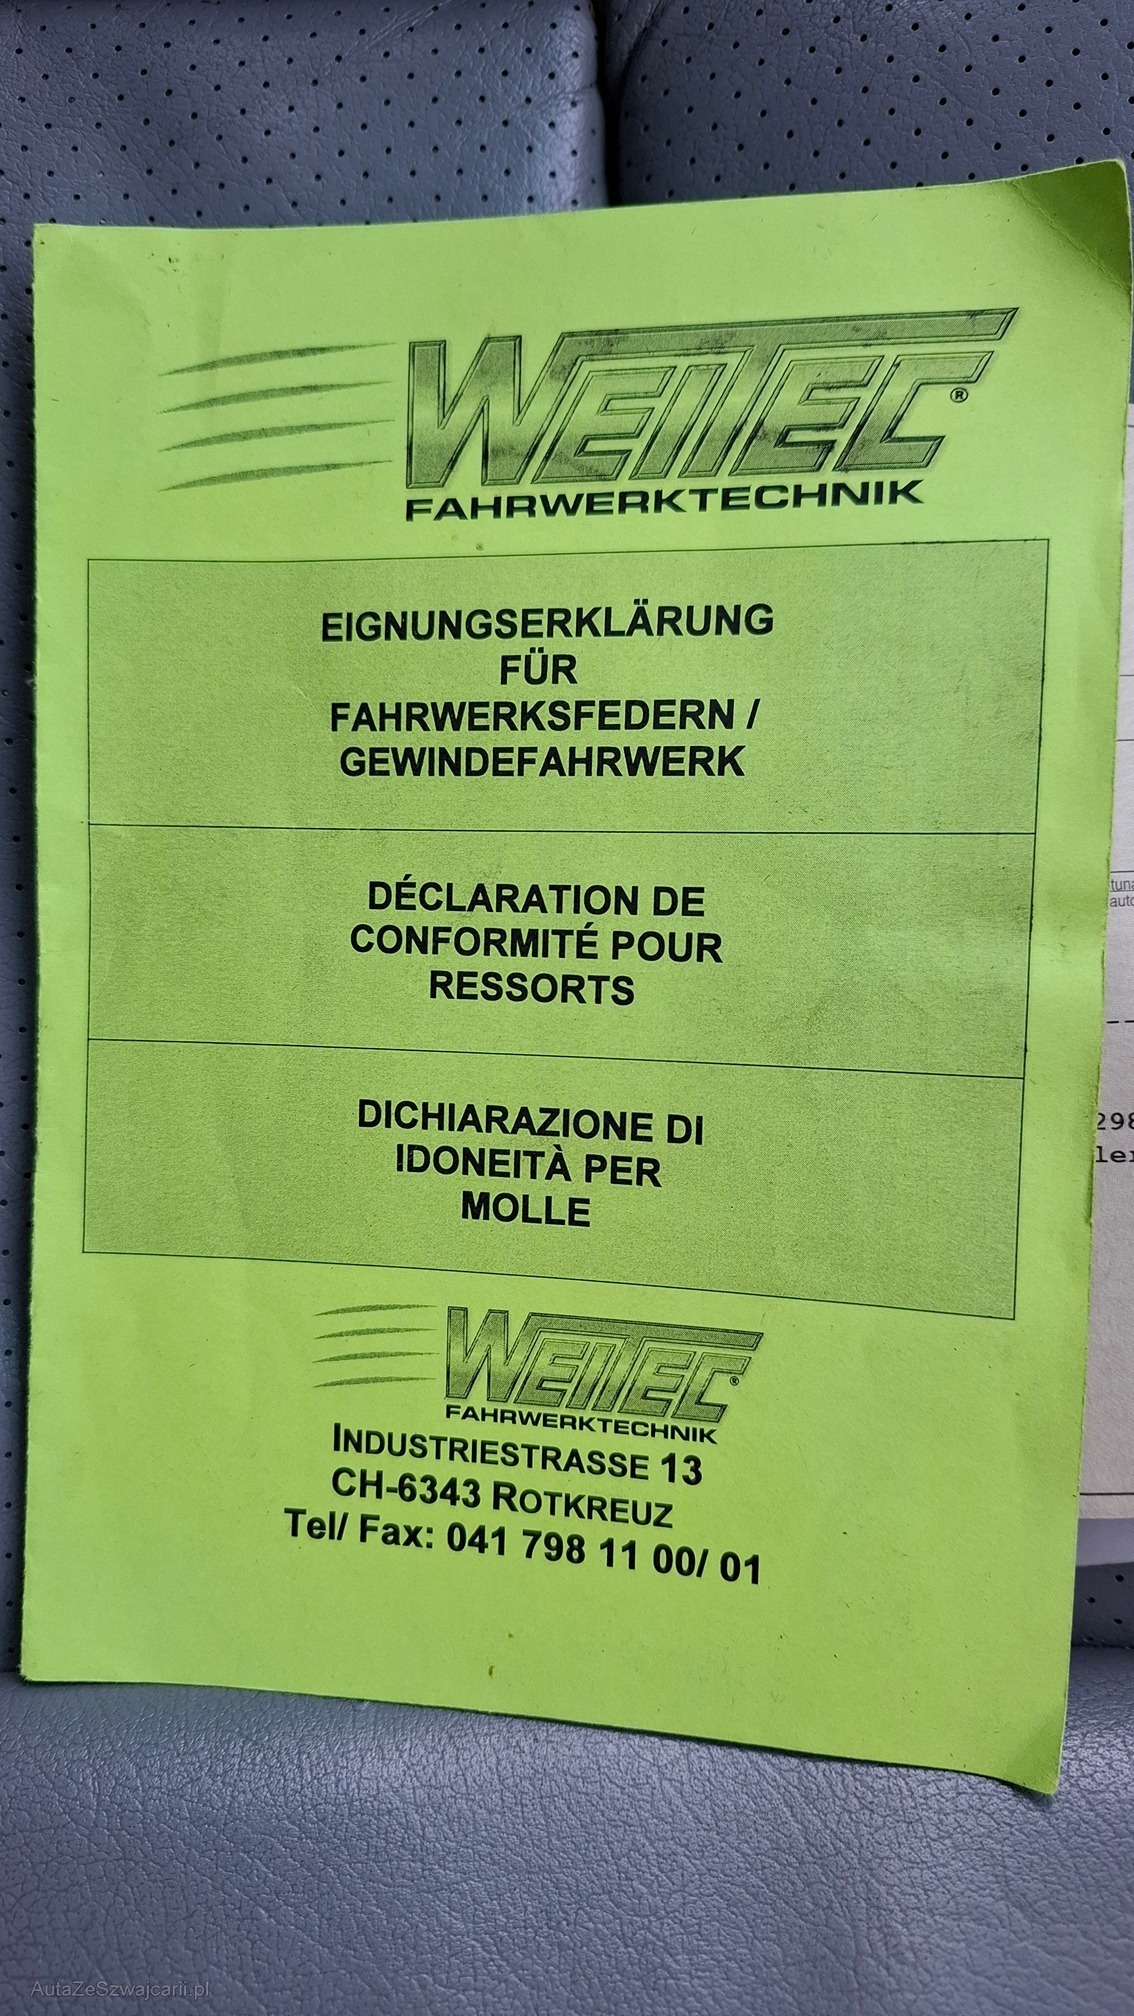 WEITEC®
FAHRWERKTECHNIK
EIGNUNGSERKLÄRUNG
FÜR
FAHRWERKSFEDERN /
GEWINDEFAHRWERK
DÉCLARATION DE
CONFORMITÉ POUR
RESSORTS
DICHIARAZIONE DI
IDONEITÀ PER
MOLLE
WEITEC®
FAHRWERKTECHNIK
INDUSTRIESTRASSE 13
CH-6343 ROTKREUZ
Tel/ Fax: 041 798 11 00/ 01
AutaZeSzwajcarii.pl